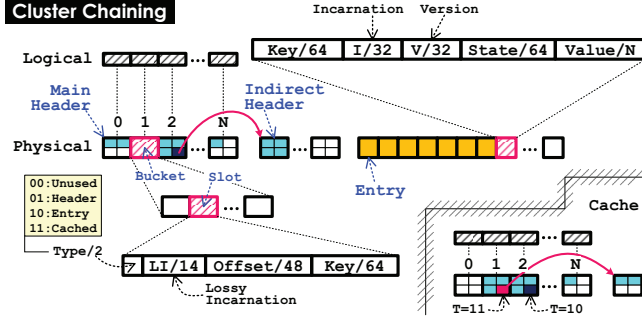 Cluster Chaining
Incarnation Version
Key/64 I/32 V/32 State/64 Value/N
Logical
Main
Header
Indirect
Header
0 1 2 N
Physical
Bucket Slot
Entry
00:Unused
01:Header
10:Entry
11:Cached
Type/2
LI/14 Offset/48 Key/64
Lossy
Incarnation
Cache
0 1 2 N
T=11 T=10